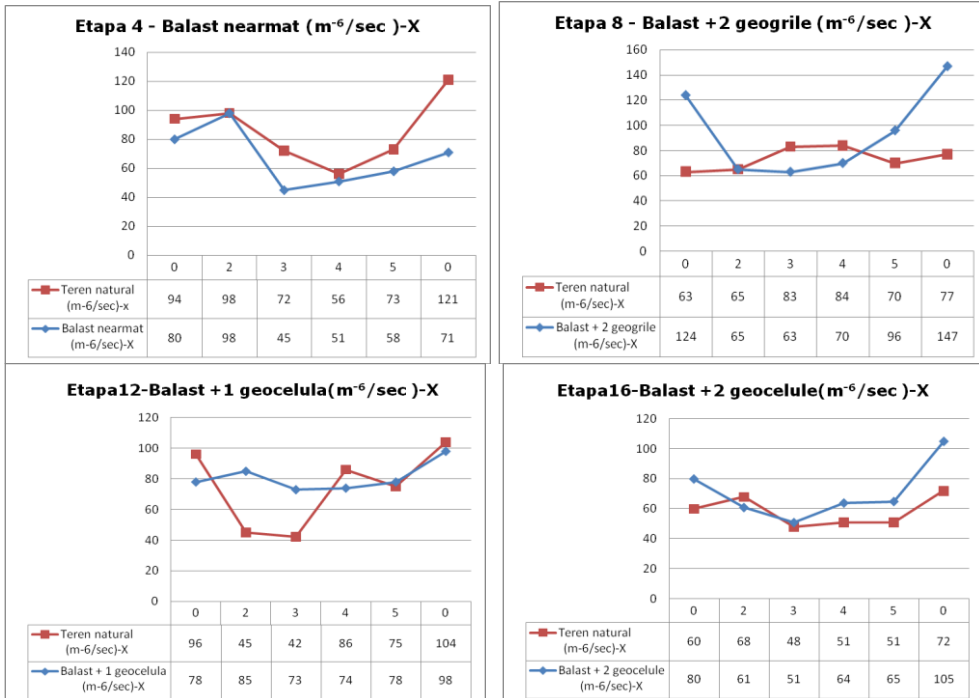 Etapa 4 - Balast nearmat (m⁻⁶/sec )-X
140
120
100
80
60
40
20
0
0 2 3 4 5 0
Teren natural (m-6/sec)-x 94 98 72 56 73 121
Balast nearmat (m-6/sec)-X 80 98 45 51 58 71
Etapa 8 - Balast +2 geogrile (m⁻⁶/sec )-X
160
140
120
100
80
60
40
20
0
0 2 3 4 5 0
Teren natural (m-6/sec)-X 63 65 83 84 70 77
Balast + 2 geogrile (m-6/sec)-X 124 65 63 70 96 147
Etapa12-Balast +1 geocelula(m⁻⁶/sec )-X
120
100
80
60
40
20
0
0 2 3 4 5 0
Teren natural (m-6/sec)-X 96 45 42 86 75 104
Balast + 1 geocelula (m-6/sec)-X 78 85 73 74 78 98
Etapa16-Balast +2 geocelule(m⁻⁶/sec )-X
120
100
80
60
40
20
0
0 2 3 4 5 0
Teren natural (m-6/sec)-X 60 68 48 51 51 72
Balast + 2 geocelule (m-6/sec)-X 80 61 51 64 65 105